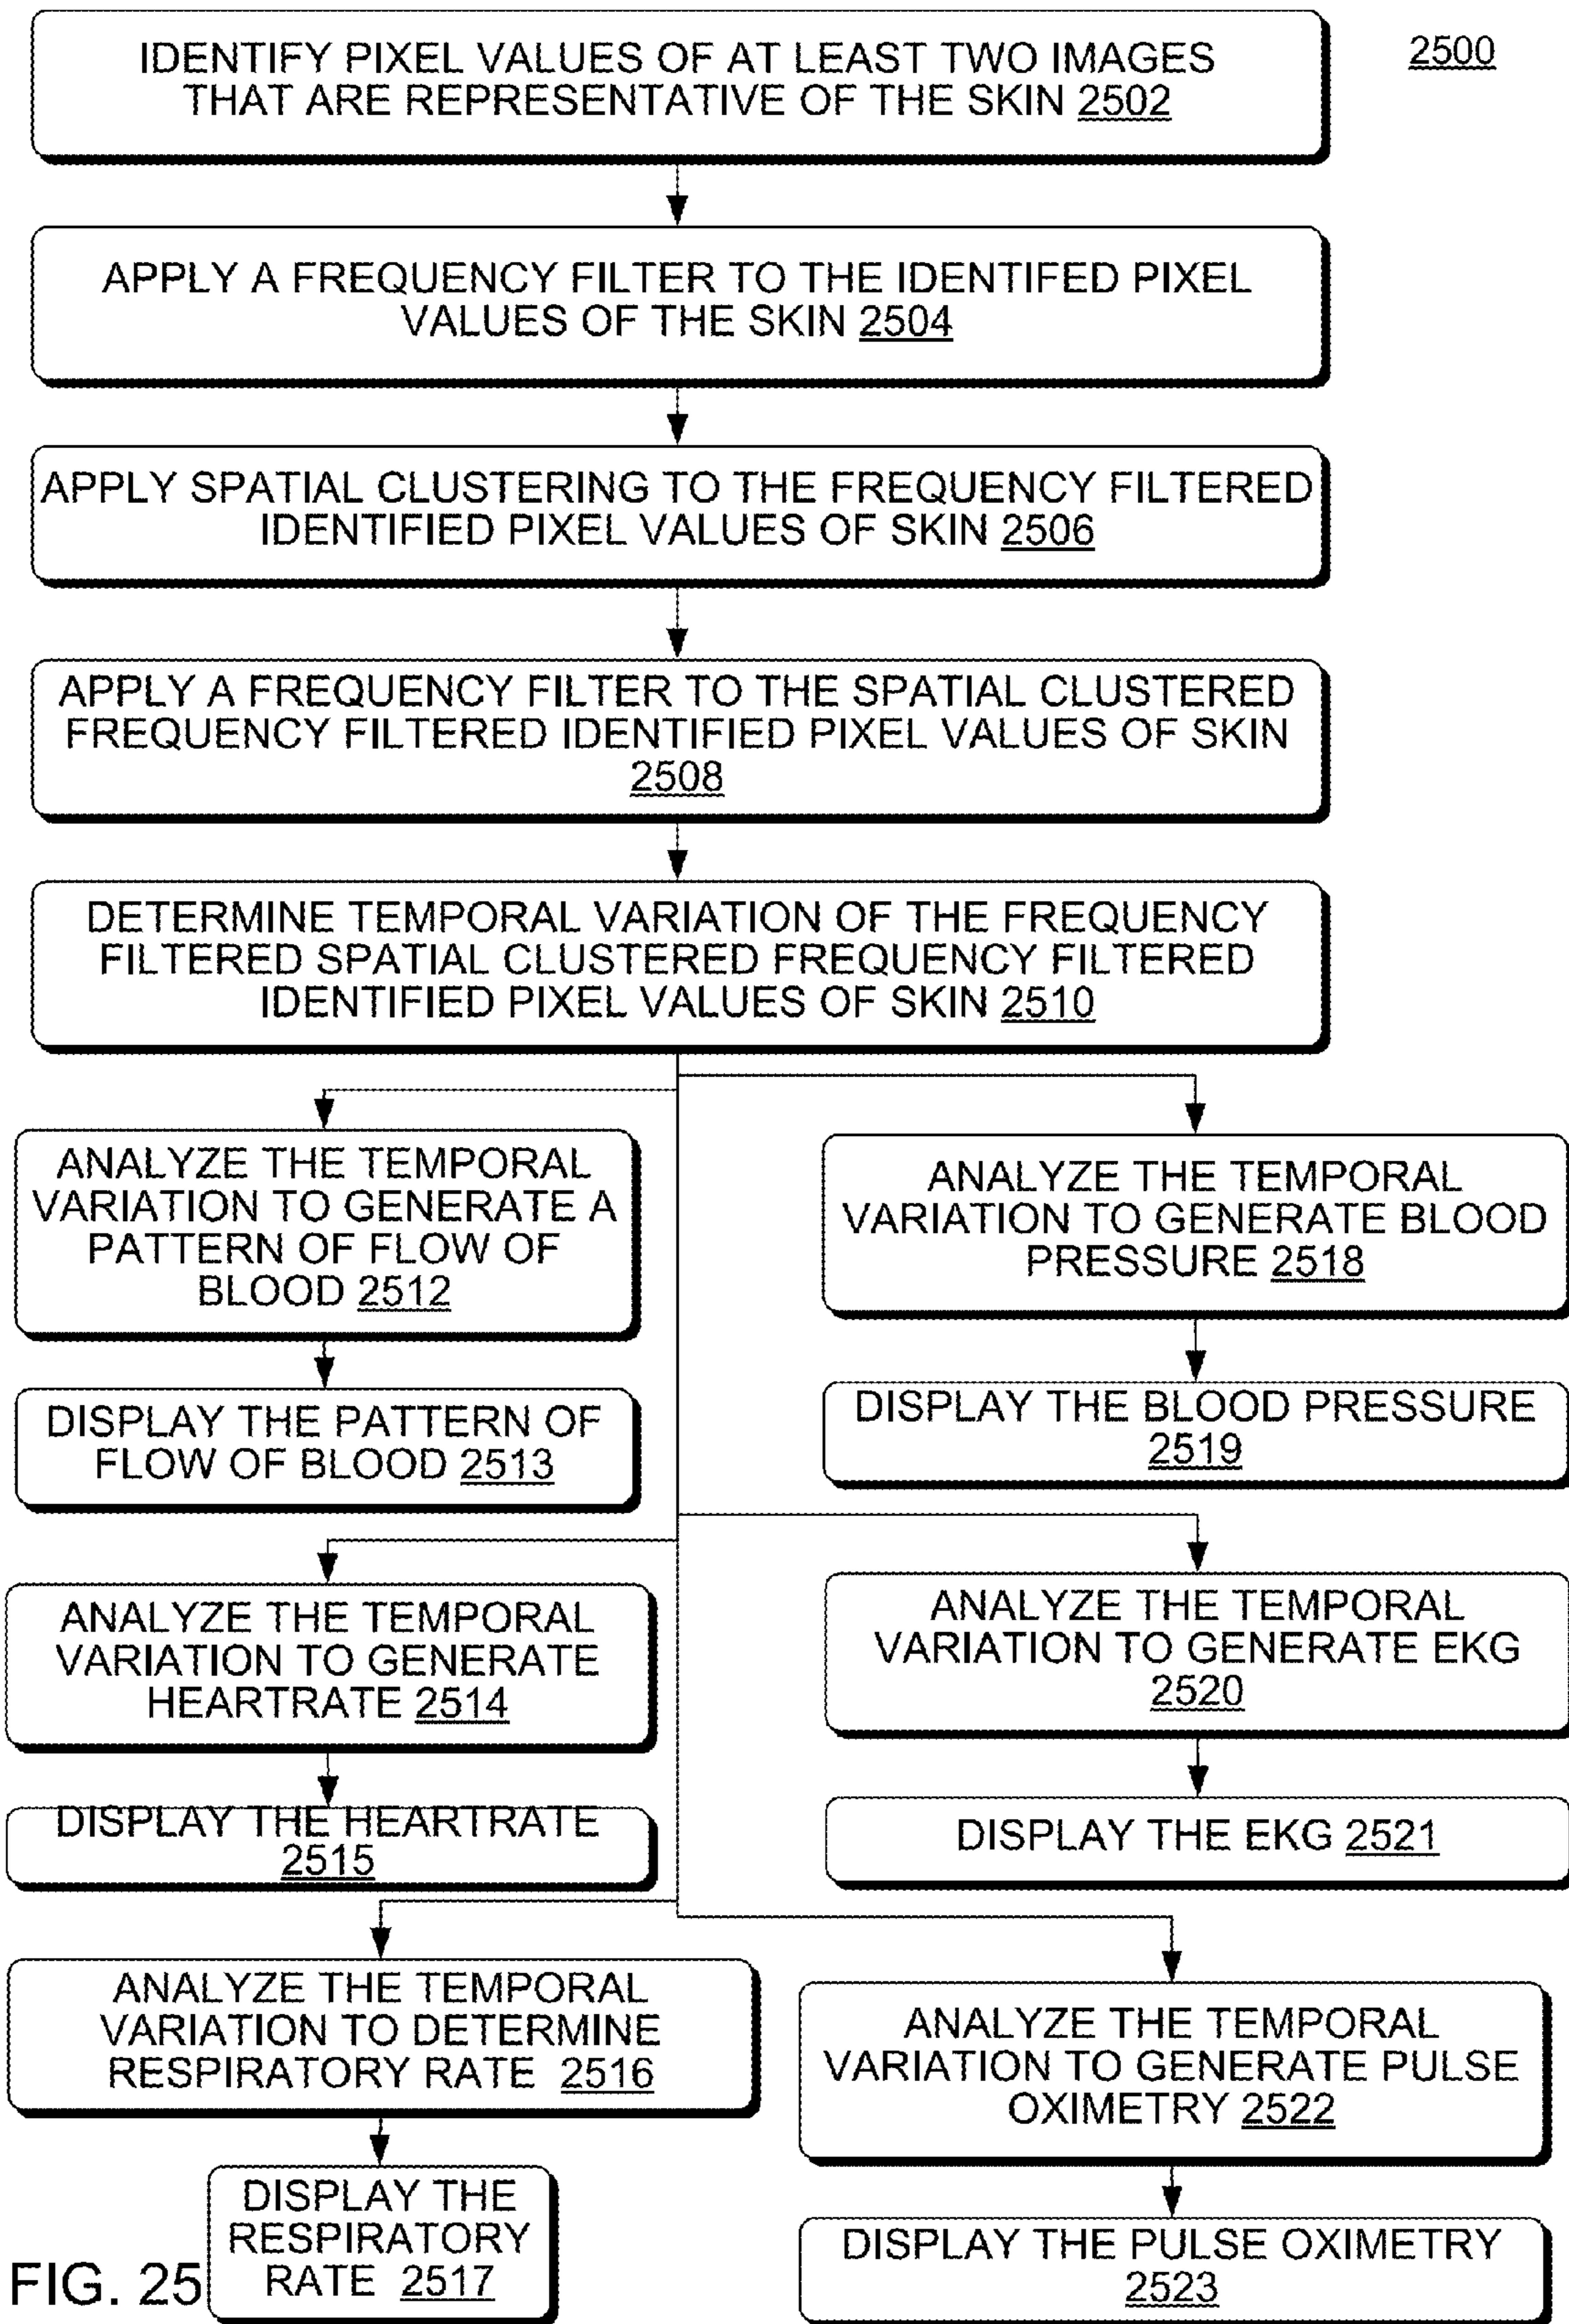 IDENTIFY PIXEL VALUES OF AT LEAST TWO IMAGES
THAT ARE REPRESENTATIVE OF THE SKIN 2502
2500
APPLY A FREQUENCY FILTER TO THE IDENTIFED PIXEL
VALUES OF THE SKIN 2504
APPLY SPATIAL CLUSTERING TO THE FREQUENCY FILTERED
IDENTIFIED PIXEL VALUES OF SKIN 2506
APPLY A FREQUENCY FILTER TO THE SPATIAL CLUSTERED
FREQUENCY FILTERED IDENTIFIED PIXEL VALUES OF SKIN
2508
DETERMINE TEMPORAL VARIATION OF THE FREQUENCY
FILTERED SPATIAL CLUSTERED FREQUENCY FILTERED
IDENTIFIED PIXEL VALUES OF SKIN 2510
ANALYZE THE TEMPORAL
VARIATION TO GENERATE A
PATTERN OF FLOW OF
BLOOD 2512
DISPLAY THE PATTERN OF
FLOW OF BLOOD 2513
ANALYZE THE TEMPORAL
VARIATION TO GENERATE BLOOD
PRESSURE 2518
DISPLAY THE BLOOD PRESSURE
2519
ANALYZE THE TEMPORAL
VARIATION TO GENERATE
HEARTRATE 2514
DISPLAY THE HEARTRATE
2515
ANALYZE THE TEMPORAL
VARIATION TO GENERATE EKG
2520
DISPLAY THE EKG 2521
ANALYZE THE TEMPORAL
VARIATION TO DETERMINE
RESPIRATORY RATE 2516
DISPLAY THE
RESPIRATORY
RATE 2517
ANALYZE THE TEMPORAL
VARIATION TO GENERATE PULSE
OXIMETRY 2522
DISPLAY THE PULSE OXIMETRY
2523
FIG. 25